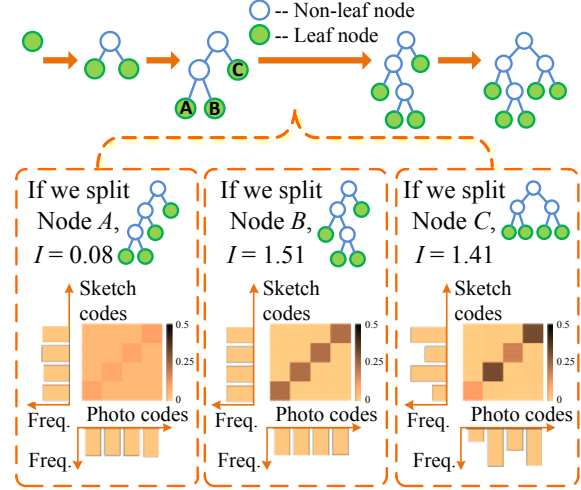 -- Non-leaf node
-- Leaf node
A B C
If we split
Node A,
I = 0.08
Sketch
codes
0.5
0.25
0
Freq.
Photo codes
Freq.
If we split
Node B,
I = 1.51
Sketch
codes
0.5
0.25
0
Freq.
Photo codes
Freq.
If we split
Node C,
I = 1.41
Sketch
codes
0.5
0.25
0
Freq.
Photo codes
Freq.